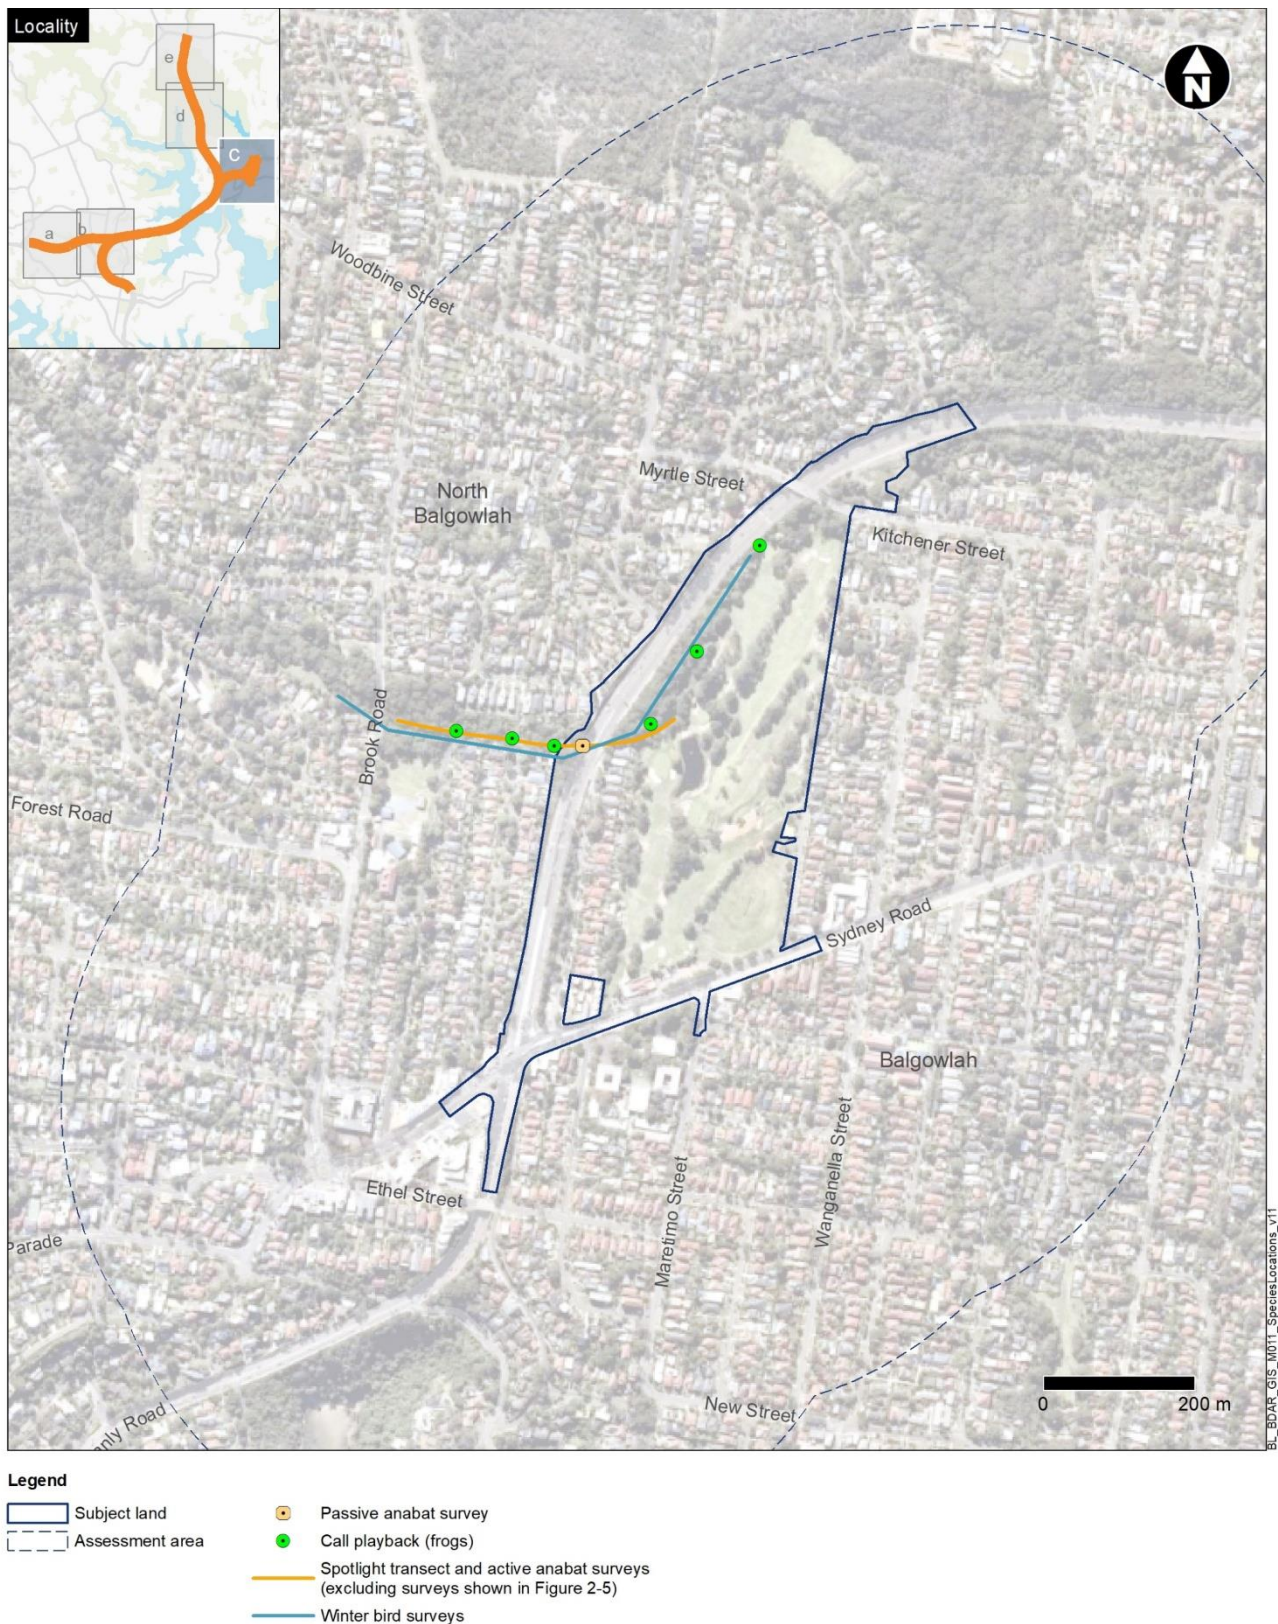 Locality
e
d
C
a
b
N
Woodbine Street
Myrtle Street
North
Balgowlah
Kitchener Street
Brook Road
Forest Road
Sydney Road
Balgowlah
Ethel Street
Maretimo Street
Wanganella Street
Parade
anly Road
New Street
0
200 m
BL_BDAR_GIS_M011_SpeciesLocations_v11
Legend
Subject land
Assessment area
Passive anabat survey
Call playback (frogs)
Spotlight transect and active anabat surveys
(excluding surveys shown in Figure 2-5)
Winter bird surveys